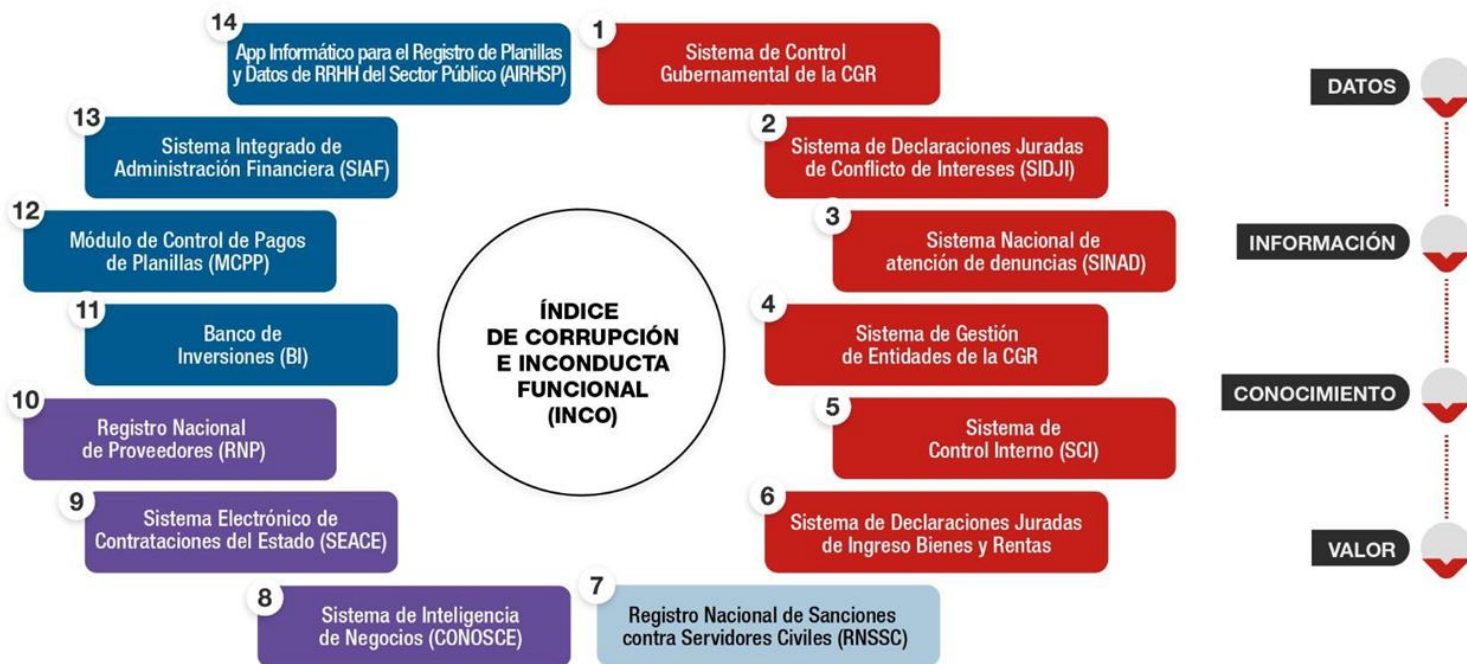 14
App Informático para el Registro de Planillas
y Datos de RRHH del Sector Público (AIRHSP)
1
Sistema de Control
Gubernamental de la CGR
13
Sistema Integrado de
Administración Financiera (SIAF)
2
Sistema de Declaraciones Juradas
de Conflicto de Intereses (SIDJI)
12
Módulo de Control de Pagos
de Planillas (MCPP)
3
Sistema Nacional de
atención de denuncias (SINAD)
11
Banco de
Inversiones (BI)
4
Sistema de Gestión
de Entidades de la CGR
10
Registro Nacional
de Proveedores (RNP)
5
Sistema de
Control Interno (SCI)
9
Sistema Electrónico de
Contrataciones del Estado (SEACE)
6
Sistema de Declaraciones Juradas
de Ingreso Bienes y Rentas
8
Sistema de Inteligencia
de Negocios (CONOSCE)
7
Registro Nacional de Sanciones
contra Servidores Civiles (RNSSC)
ÍNDICE
DE CORRUPCIÓN
E INCONDUCTA
FUNCIONAL
(INCO)
DATOS
INFORMACIÓN
CONOCIMIENTO
VALOR